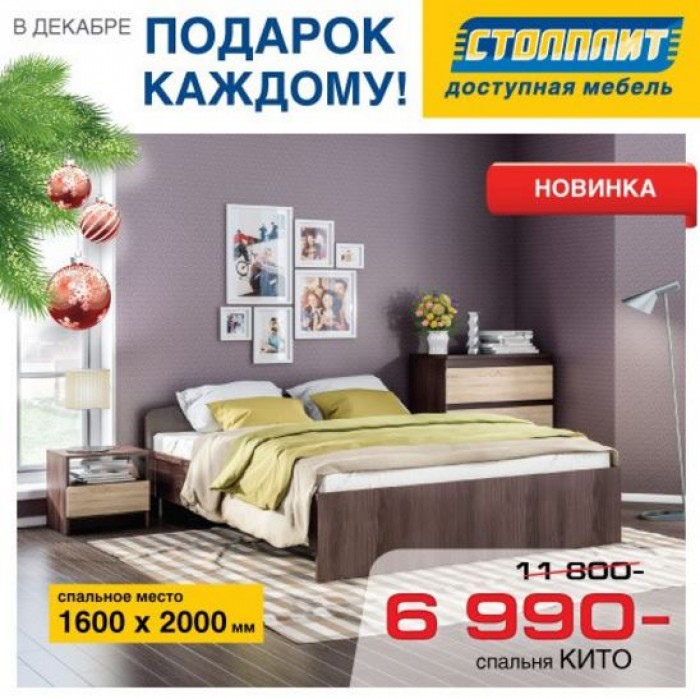 В ДЕКАБРЕ
ПОДАРОК
КАЖДОМУ!
СТОЛПЛИТ
доступная мебель
НОВИНКА
спальное место
1600 x 2000 мм
11 800-
6 990-
спальня КИТО